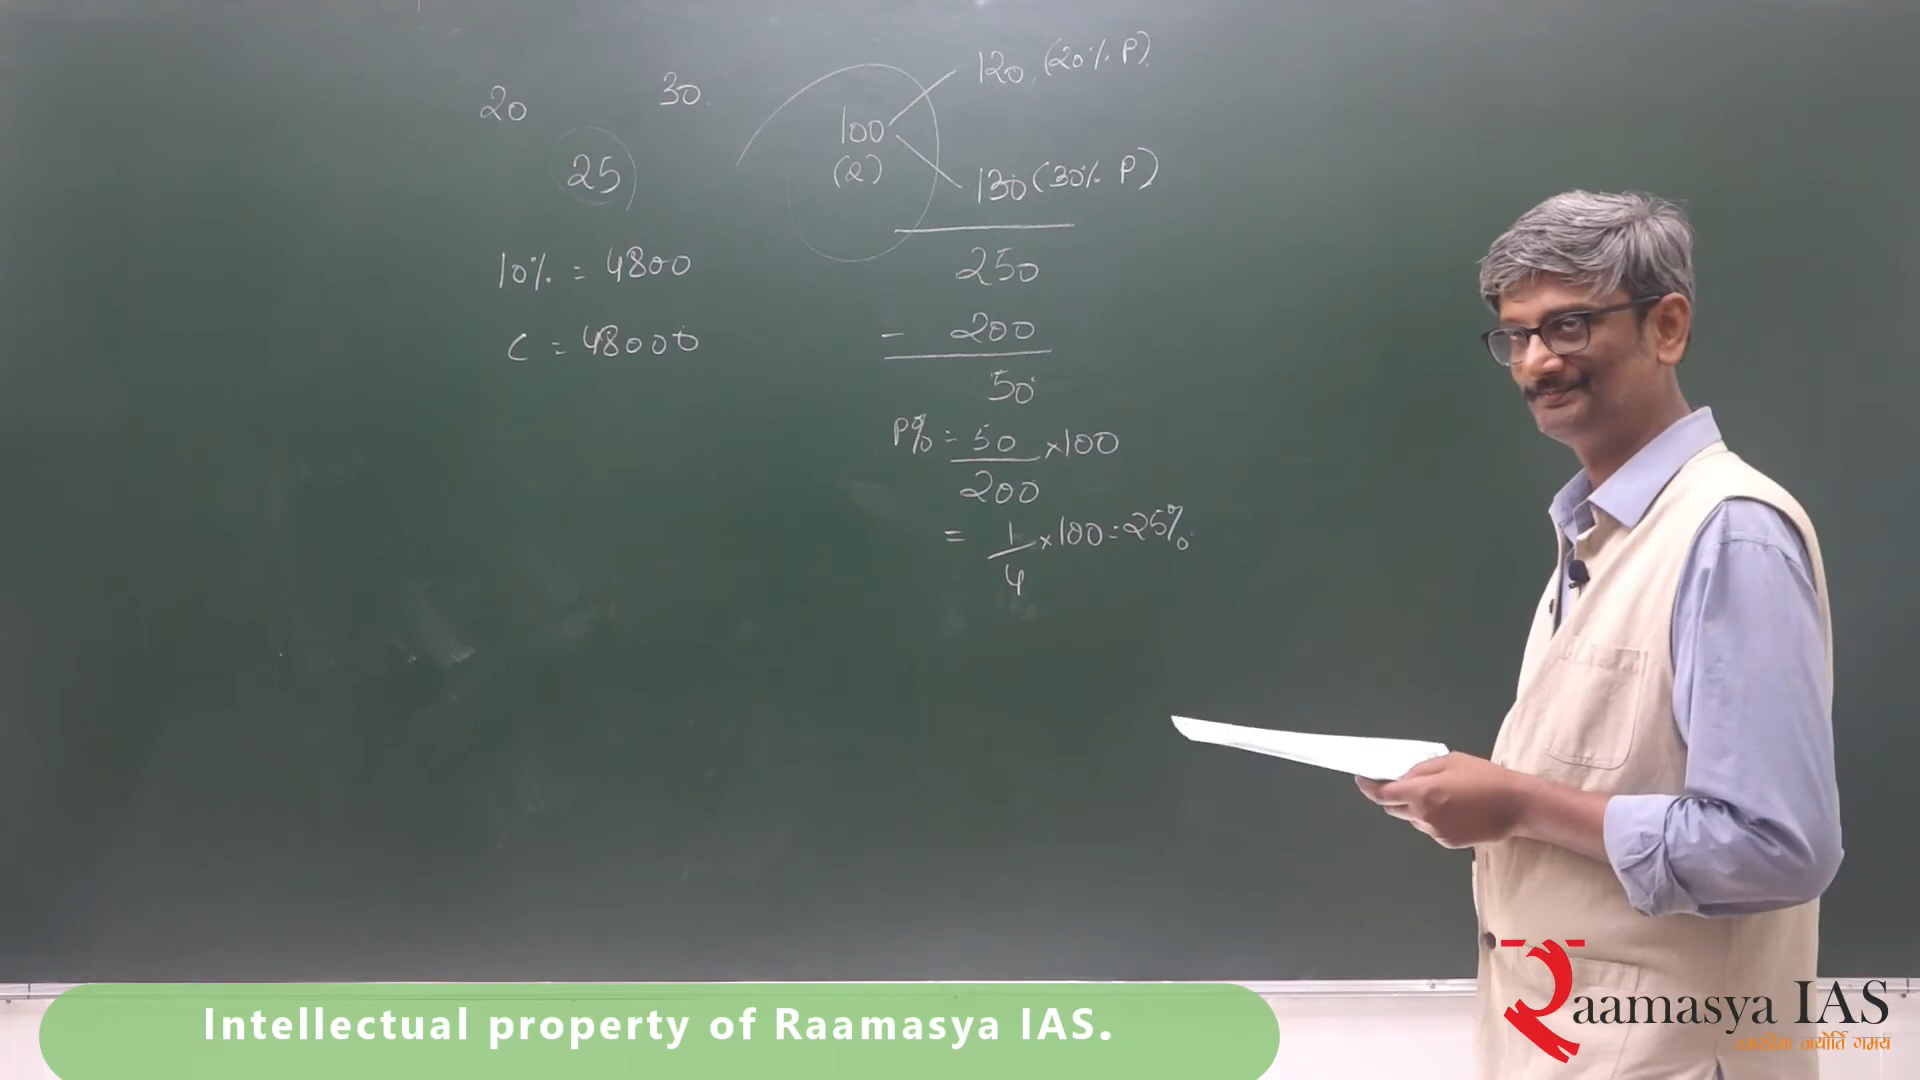 20 30
25
10% = 4800
C = 48000
100
(2)
120 (20% P)
130 (30% P)
250
- 200
50
P% = 50/200 ×100
= 1/4 ×100 = 25%
Intellectual property of Raamasya IAS.
Raamasya IAS
ज्योर्ति गमय